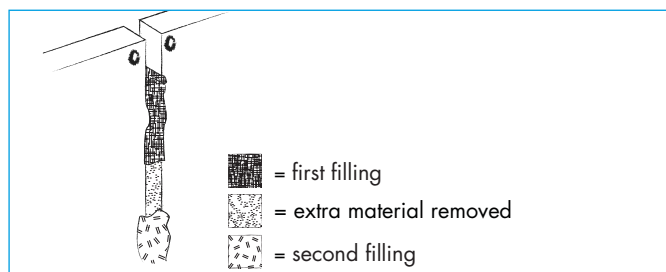 = first filling
= extra material removed
= second filling